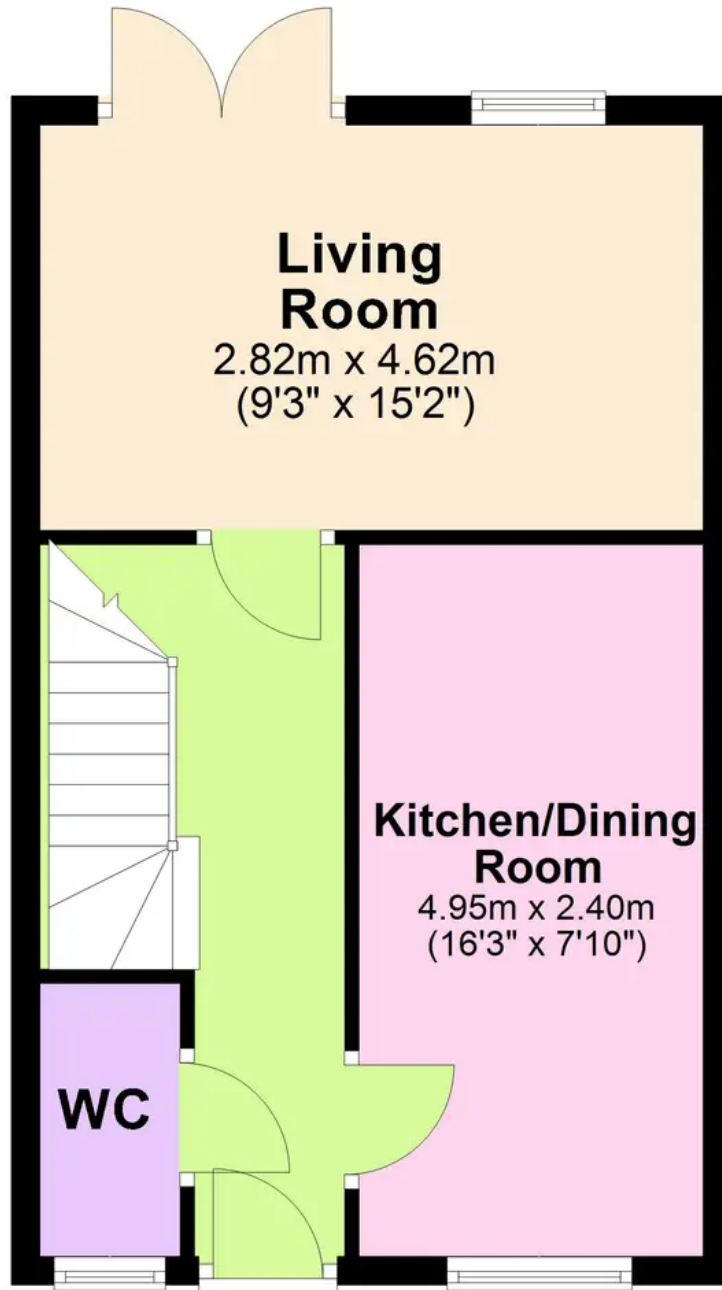 Living
Room
2.82m x 4.62m
(9'3" x 15'2")
Kitchen/Dining
Room
4.95m x 2.40m
(16'3" x 7'10")
WC